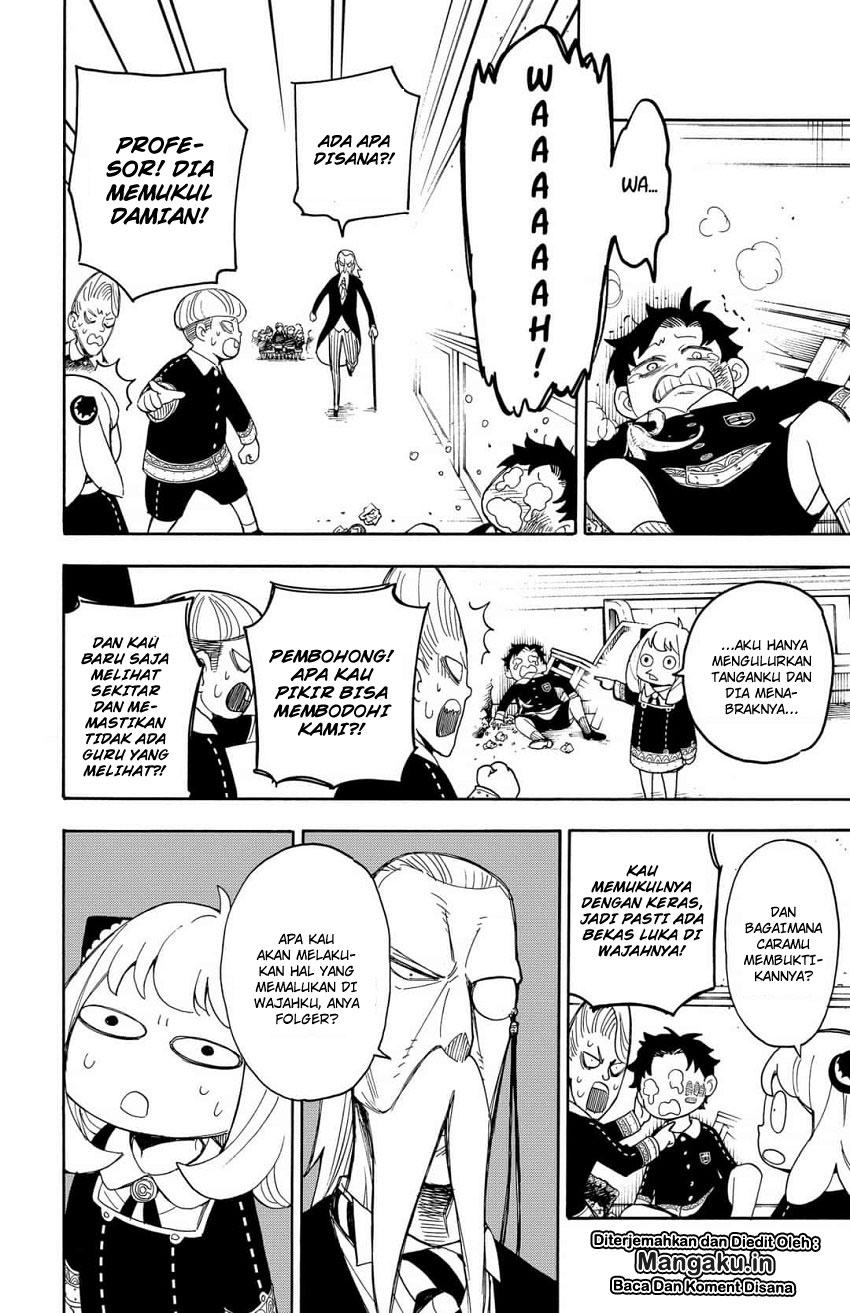 WA...
WAAAAAAH!
ADA APA
DISANA?!
PROFE-
SOR! DIA
MEMUKUL
DAMIAN!
...AKU HANYA
MENGULURKAN
TANGANKU DAN
DIA MENA-
BRAKNYA...
PEMBOHONG!
APA KAU
PIKIR BISA
MEMBODOHI
KAMI?!
DAN KAU
BARU SAJA
MELIHAT
SEKITAR
DAN ME-
MASTIKAN
TIDAK ADA
GURU YANG
MELIHAT?!
DAN
BAGAIMANA
CARAMU
MEMBUKTI-
KANNYA?
KAU
MEMUKULNYA
DENGAN KERAS,
JADI PASTI ADA
BEKAS LUKA DI
WAJAHNYA!
APA KAU
AKAN MELAKU-
KAN HAL YANG
MEMALUKAN DI
WAJAHKU, ANYA
FOLGER?
Diterjemahkan dan Diedit Oleh :
Mangaku.in
Baca Dan Koment Disana